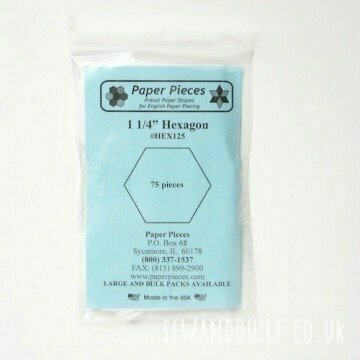 Paper Pieces
Precut Paper Shapes
for English Paper Piecing
1 1/4" Hexagon
#HEX125
75 pieces
Paper Pieces
P.O. Box 68
Sycamore, IL 60178
(800) 337-1537
FAX: (815) 899-2900
www.paperpieces.com
LARGE AND BULK PACKS AVAILABLE
Made in the USA
SEWANDQUILT.CO.UK